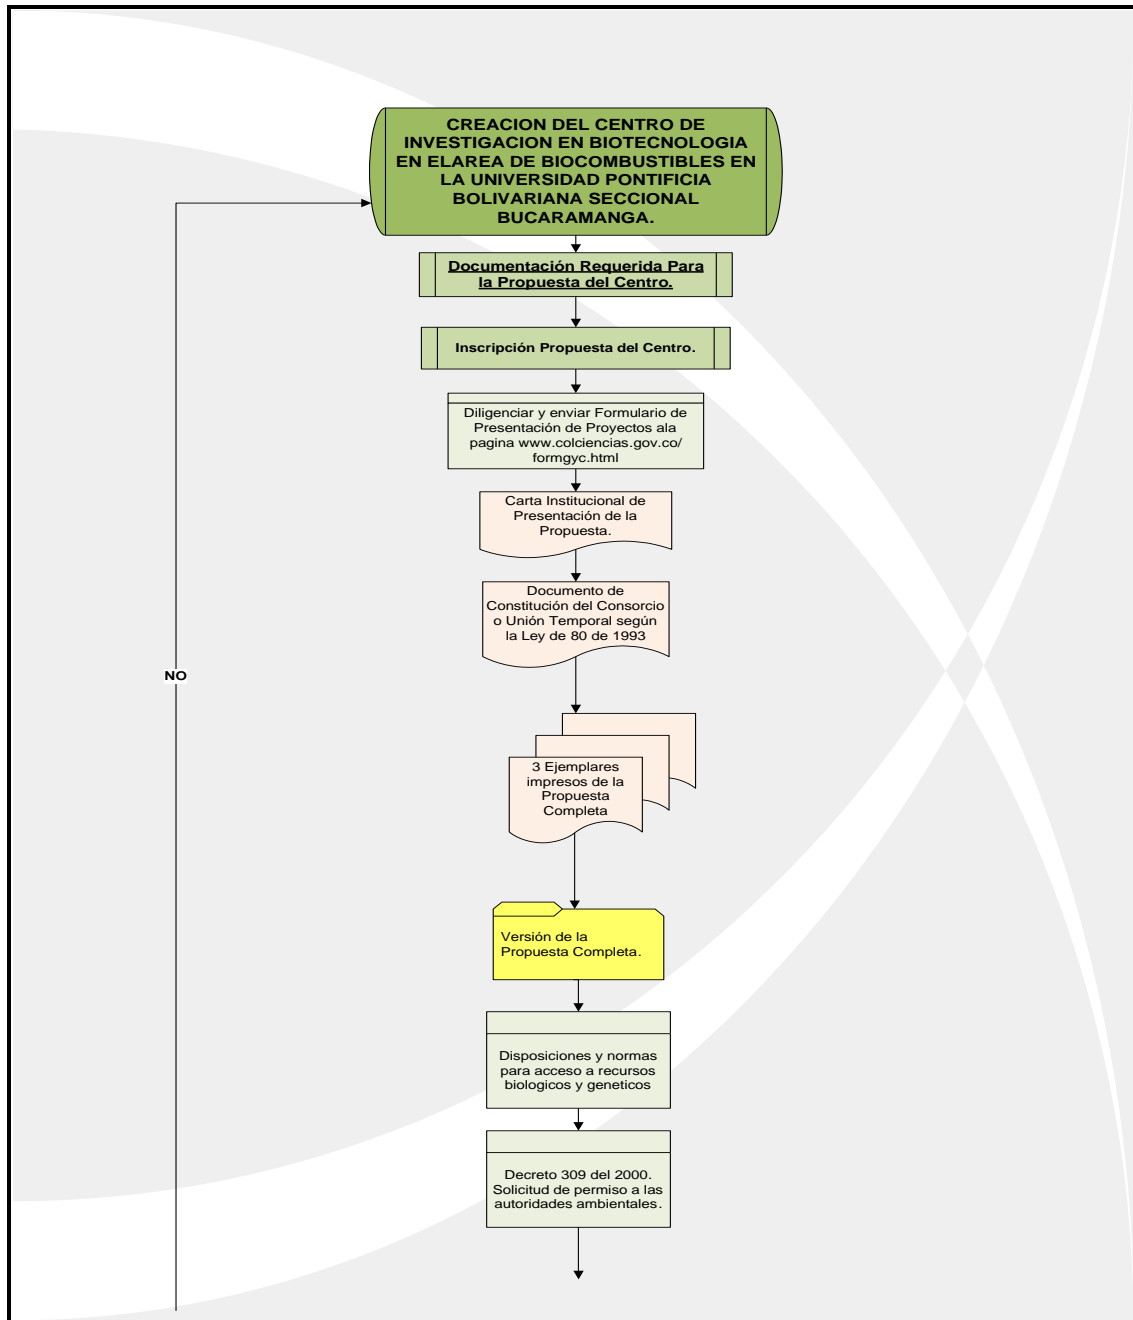 CREACION DEL CENTRO DE
INVESTIGACION EN BIOTECNOLOGIA
EN ELAREA DE BIOCOMBUSTIBLES EN
LA UNIVERSIDAD PONTIFICIA
BOLIVARIANA SECCIONAL
BUCARAMANGA.
Documentación Requerida Para
la Propuesta del Centro.
Inscripción Propuesta del Centro.
Diligenciar y enviar Formulario de
Presentación de Proyectos ala
pagina www.colciencias.gov.co/
formgyc.html
Carta Institucional de
Presentación de la
Propuesta.
Documento de
Constitución del Consorcio
o Unión Temporal según
la Ley de 80 de 1993
NO
3 Ejemplares
impresos de la
Propuesta
Completa
Versión de la
Propuesta Completa.
Disposiciones y normas
para acceso a recursos
biologicos y geneticos
Decreto 309 del 2000.
Solicitud de permiso a las
autoridades ambientales.